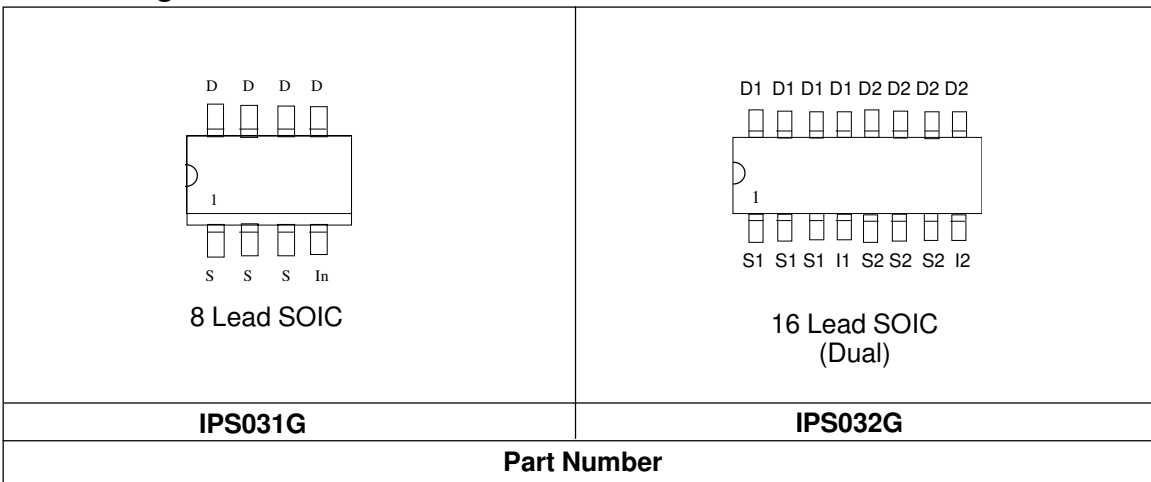 D D D D
1
S S S In
8 Lead SOIC
D1 D1 D1 D1 D2 D2 D2 D2
1
S1 S1 S1 I1 S2 S2 S2 I2
16 Lead SOIC
(Dual)
IPS031G
IPS032G
Part Number